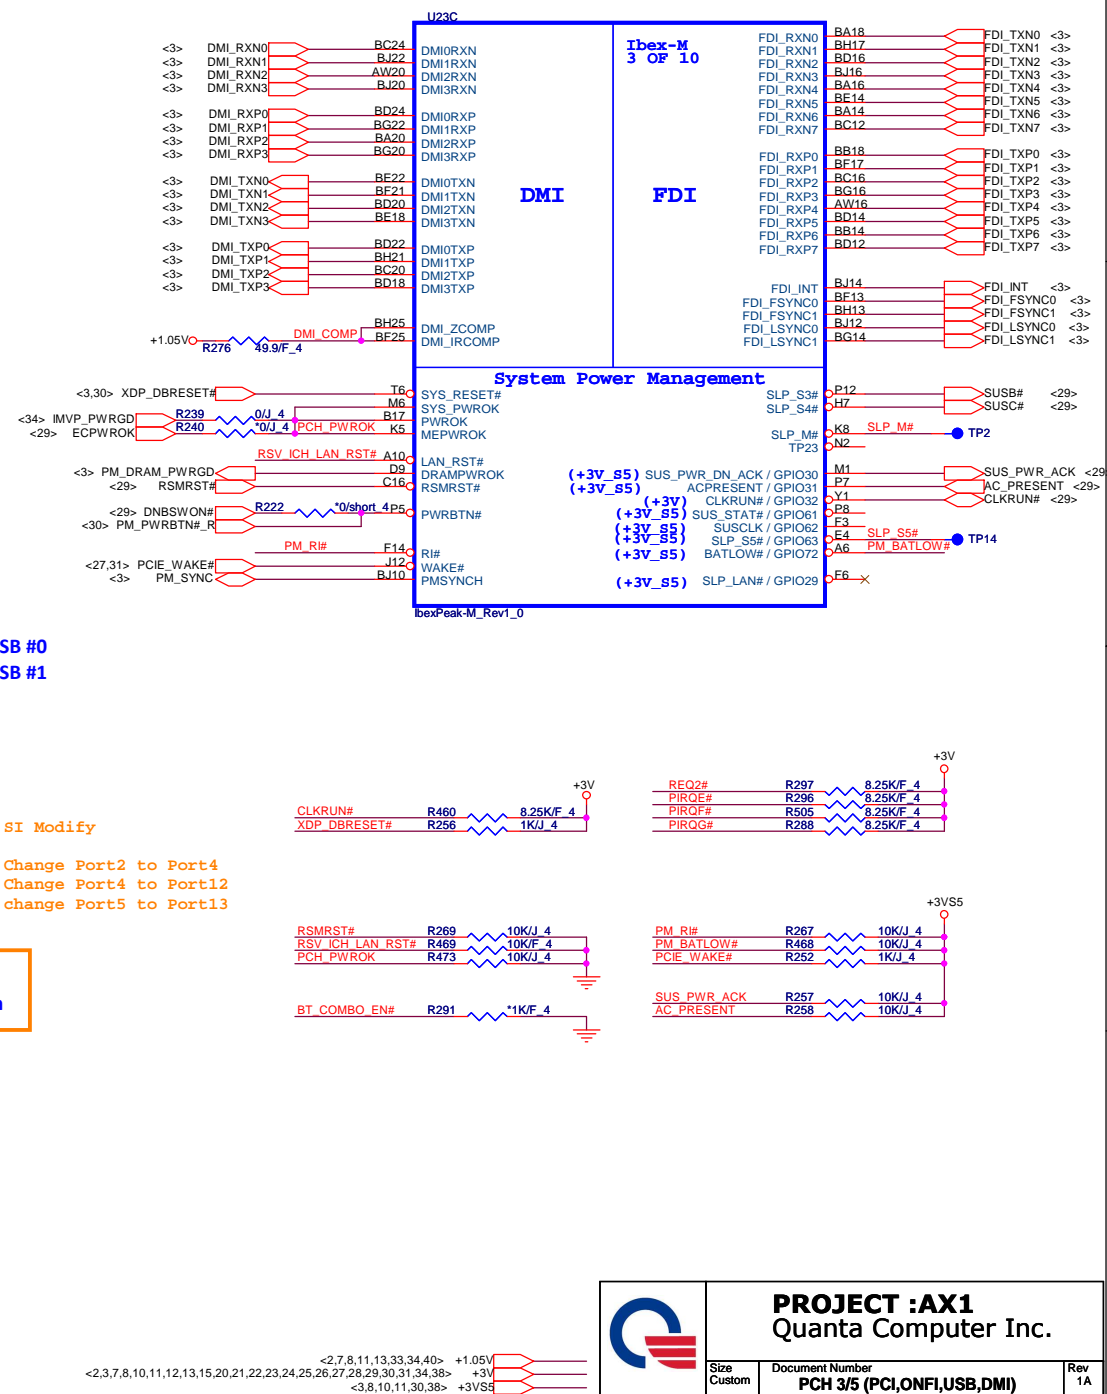 U23C
Ibex-M
3 OF 10
DMI
FDI
<3> DMI_RXN0 BC24 DMI0RXN
<3> DMI_RXN1 BJ22 DMI1RXN
<3> DMI_RXN2 AW20 DMI2RXN
<3> DMI_RXN3 BJ20 DMI3RXN
<3> DMI_RXP0 BD24 DMI0RXP
<3> DMI_RXP1 BG22 DMI1RXP
<3> DMI_RXP2 BA20 DMI2RXP
<3> DMI_RXP3 BG20 DMI3RXP
<3> DMI_TXN0 BE22 DMI0TXN
<3> DMI_TXN1 BF21 DMI1TXN
<3> DMI_TXN2 BD20 DMI2TXN
<3> DMI_TXN3 BE18 DMI3TXN
<3> DMI_TXP0 BD22 DMI0TXP
<3> DMI_TXP1 BH21 DMI1TXP
<3> DMI_TXP2 BC20 DMI2TXP
<3> DMI_TXP3 BD18 DMI3TXP
BH25 DMI_ZCOMP
+1.05V R276 49.9/F_4 DMI_COMP BF25 DMI_IRCOMP
FDI_RXN0 BA18 FDI_TXN0 <3>
FDI_RXN1 BH17 FDI_TXN1 <3>
FDI_RXN2 BD16 FDI_TXN2 <3>
FDI_RXN3 BJ16 FDI_TXN3 <3>
FDI_RXN4 BA16 FDI_TXN4 <3>
FDI_RXN5 BE14 FDI_TXN5 <3>
FDI_RXN6 BA14 FDI_TXN6 <3>
FDI_RXN7 BC12 FDI_TXN7 <3>
FDI_RXP0 BB18 FDI_TXP0 <3>
FDI_RXP1 BF17 FDI_TXP1 <3>
FDI_RXP2 BC16 FDI_TXP2 <3>
FDI_RXP3 BG16 FDI_TXP3 <3>
FDI_RXP4 AW16 FDI_TXP4 <3>
FDI_RXP5 BD14 FDI_TXP5 <3>
FDI_RXP6 BB14 FDI_TXP6 <3>
FDI_RXP7 BD12 FDI_TXP7 <3>
FDI_INT BJ14 FDI_INT <3>
FDI_FSYNC0 BF13 FDI_FSYNC0 <3>
FDI_FSYNC1 BH13 FDI_FSYNC1 <3>
FDI_LSYNC0 BJ12 FDI_LSYNC0 <3>
FDI_LSYNC1 BG14 FDI_LSYNC1 <3>
System Power Management
<3,30> XDP_DBRESET# T6 SYS_RESET#
M6 SYS_PWROK
<34> IMVP_PWRGD R239 0/J_4 B17 PWROK
<29> ECPWROK R240 *0/J_4 PCH_PWROK K5 MEPWROK
RSV_ICH_LAN_RST# A10 LAN_RST#
<3> PM_DRAM_PWRGD D9 DRAMPWROK
<29> RSMRST# C16 RSMRST#
<29> DNBSWON# R222 *0/short_4 P5 PWRBTN#
<30> PM_PWRBTN#_R
PM_RI# F14 RI#
<27,31> PCIE_WAKE# J12 WAKE#
<3> PM_SYNC BJ10 PMSYNCH
SLP_S3# P12 SUSB# <29>
SLP_S4# H7 SUSC# <29>
SLP_M# K8 SLP_M# TP2
TP23 N2
(+3V_S5) SUS_PWR_DN_ACK / GPIO30 M1 SUS_PWR_ACK <29
(+3V_S5) ACPRESENT / GPIO31 P7 AC_PRESENT <29>
(+3V) CLKRUN# / GPIO32 Y1 CLKRUN# <29>
(+3V_S5) SUS_STAT# / GPIO61 P8
(+3V_S5) SUSCLK / GPIO62 F3
(+3V_S5) SLP_S5# / GPIO63 E4 SLP_S5# TP14
(+3V_S5) BATLOW# / GPIO72 A6 PM_BATLOW#
(+3V_S5) SLP_LAN# / GPIO29 F6
IbexPeak-M_Rev1_0
SB #0
SB #1
+3V
CLKRUN# R460 8.25K/F_4
XDP_DBRESET# R256 1K/J_4
+3V
REQ2# R297 8.25K/F_4
PIRQE# R296 8.25K/F_4
PIRQF# R505 8.25K/F_4
PIRQG# R288 8.25K/F_4
SI Modify
Change Port2 to Port4
Change Port4 to Port12
change Port5 to Port13
RSMRST# R269 10K/J_4
RSV_ICH_LAN_RST# R469 10K/F_4
PCH_PWROK R473 10K/J_4
BT_COMBO_EN# R291 *1K/F_4
+3VS5
PM_RI# R267 10K/J_4
PM_BATLOW# R468 10K/J_4
PCIE_WAKE# R252 1K/J_4
SUS_PWR_ACK R257 10K/J_4
AC_PRESENT R258 10K/J_4
<2,7,8,11,13,33,34,40> +1.05V
<2,3,7,8,10,11,12,13,15,20,21,22,23,24,25,26,27,28,29,30,31,34,38> +3V
<3,8,10,11,30,38> +3VS5
PROJECT :AX1
Quanta Computer Inc.
Size
Custom
Document Number
PCH 3/5 (PCI,ONFI,USB,DMI)
Rev
1A